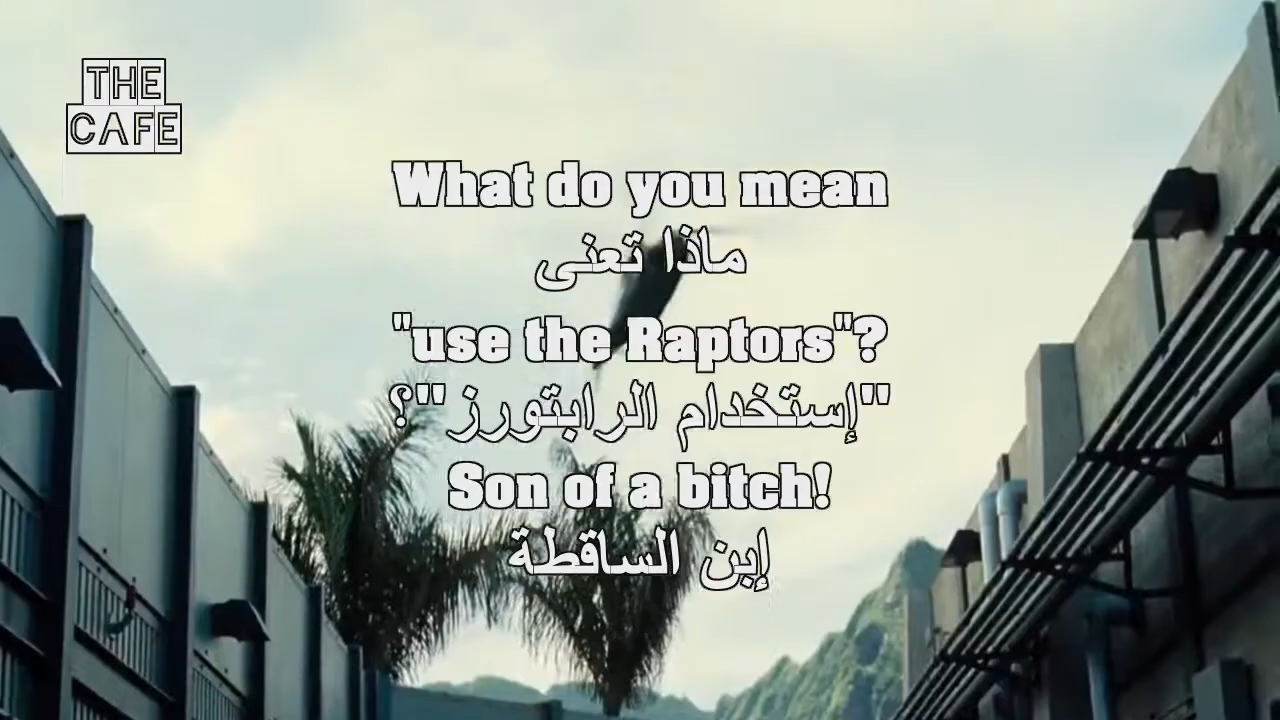 THE
CAFE
What do you mean
ماذا تعنى
"use the Raptors"?
"إستخدام الرابتورز"؟
Son of a bitch!
إبن الساقطة